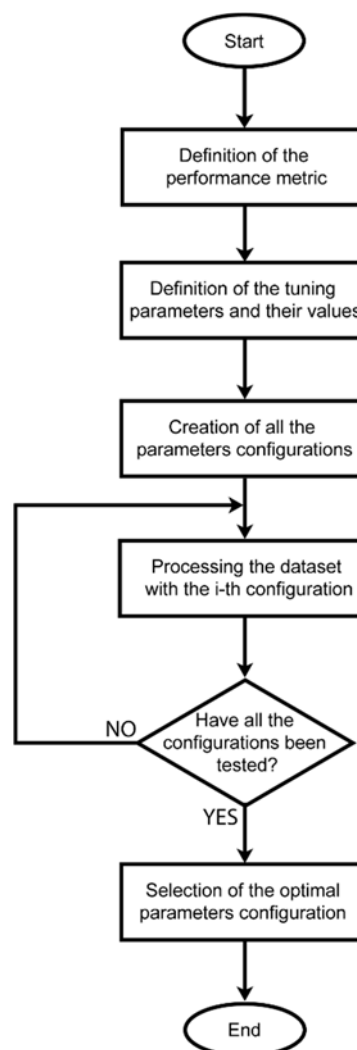 Start
Definition of the
performance metric
Definition of the tuning
parameters and their values
Creation of all the
parameters configurations
Processing the dataset
with the i-th configuration
Have all the
NO
configurations been
tested?
YES
Selection of the optimal
parameters configuration
End